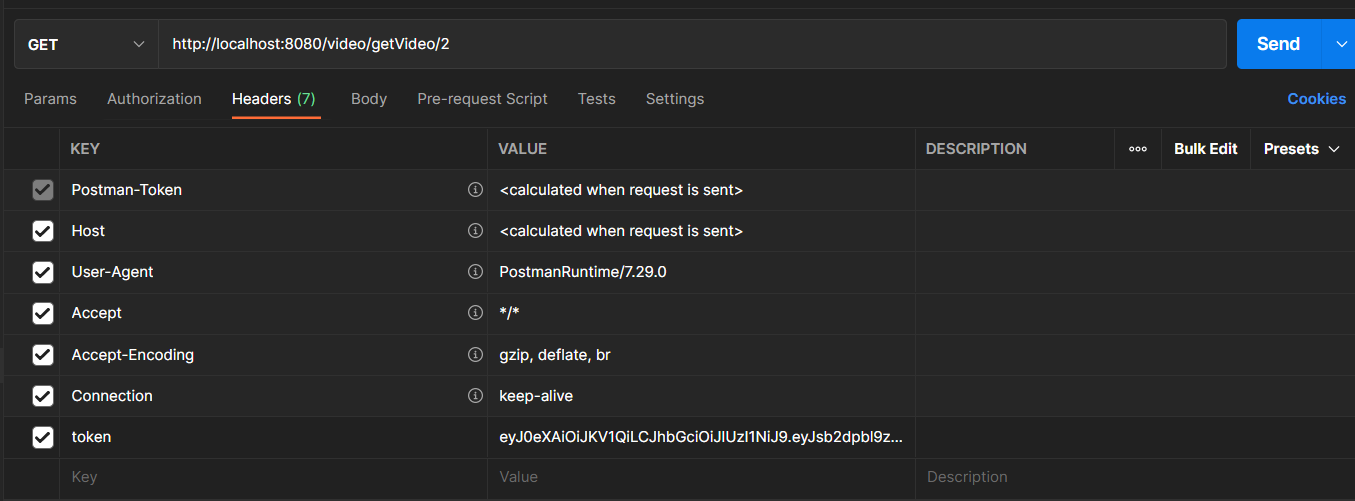 GET http://localhost:8080/video/getVideo/2 Send
Params Authorization Headers (7) Body Pre-request Script Tests Settings Cookies
KEY VALUE DESCRIPTION ooo Bulk Edit Presets
Postman-Token <calculated when request is sent>
Host <calculated when request is sent>
User-Agent PostmanRuntime/7.29.0
Accept */*
Accept-Encoding gzip, deflate, br
Connection keep-alive
token eyJ0eXAiOiJKV1QiLCJhbGciOiJIUzI1NiJ9.eyJsb2dpbl9z...
Key Value Description